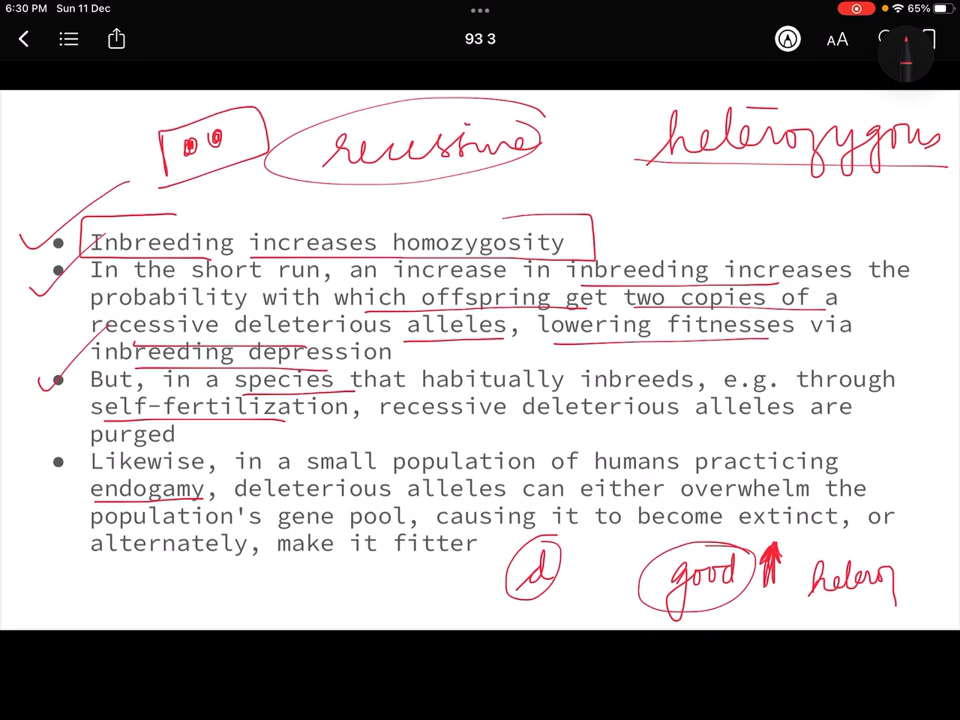 6:30 PM Sun 11 Dec
65%
93 3
AA
recessive
heterozygous
● Inbreeding increases homozygosity
● In the short run, an increase in inbreeding increases the
probability with which offspring get two copies of a
recessive deleterious alleles, lowering fitnesses via
inbreeding depression
● But, in a species that habitually inbreeds, e.g. through
self-fertilization, recessive deleterious alleles are
purged
● Likewise, in a small population of humans practicing
endogamy, deleterious alleles can either overwhelm the
population's gene pool, causing it to become extinct, or
alternately, make it fitter
d
good
heteroz